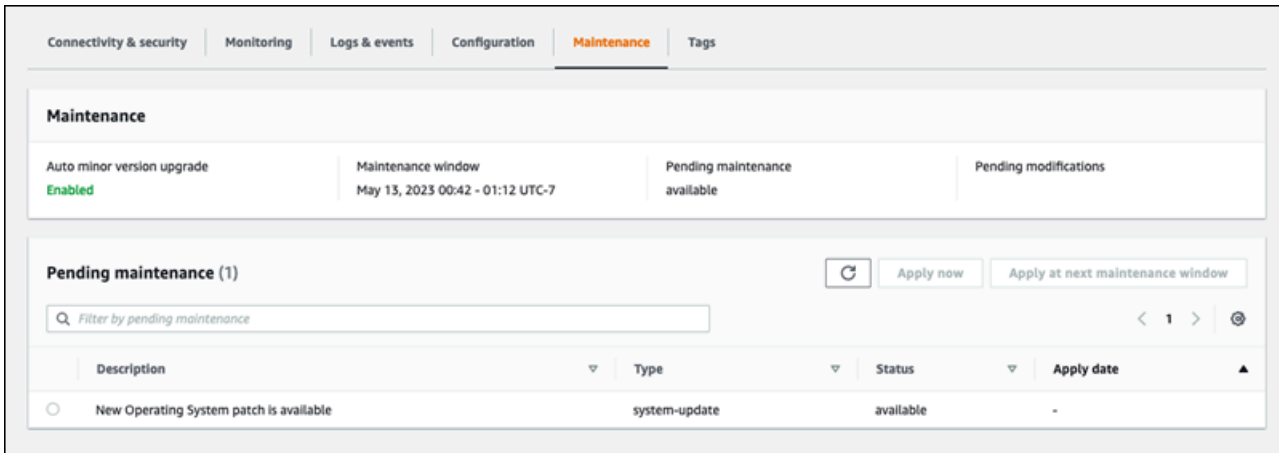 Connectivity & security Monitoring Logs & events Configuration Maintenance Tags
Maintenance
Auto minor version upgrade Maintenance window Pending maintenance Pending modifications
Enabled May 13, 2023 00:42 - 01:12 UTC-7 available
Pending maintenance (1) Apply now Apply at next maintenance window
Filter by pending maintenance 1
Description Type Status Apply date
New Operating System patch is available system-update available -